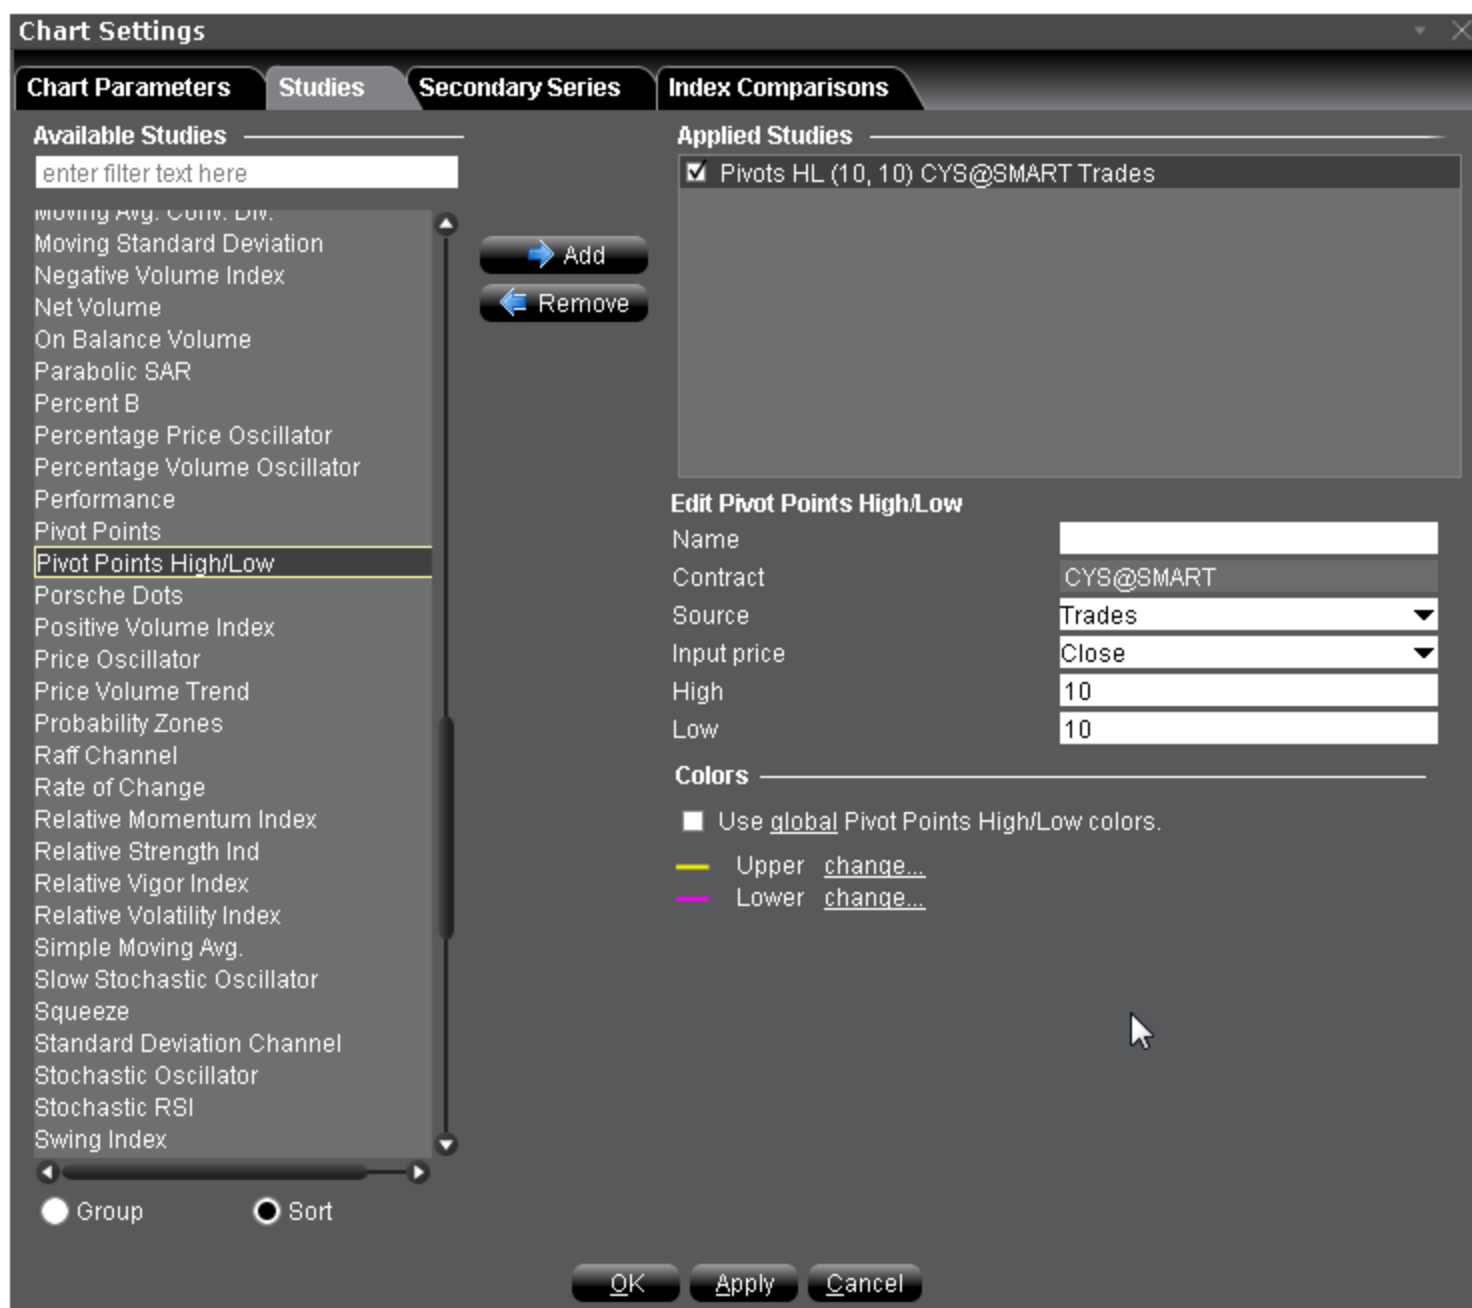 Chart Settings
Chart Parameters
Studies
Secondary Series
Index Comparisons
Available Studies
enter filter text here
Moving Avg. Conv. Div.
Moving Standard Deviation
Negative Volume Index
Net Volume
On Balance Volume
Parabolic SAR
Percent B
Percentage Price Oscillator
Percentage Volume Oscillator
Performance
Pivot Points
Pivot Points High/Low
Porsche Dots
Positive Volume Index
Price Oscillator
Price Volume Trend
Probability Zones
Raff Channel
Rate of Change
Relative Momentum Index
Relative Strength Ind
Relative Vigor Index
Relative Volatility Index
Simple Moving Avg.
Slow Stochastic Oscillator
Squeeze
Standard Deviation Channel
Stochastic Oscillator
Stochastic RSI
Swing Index
Group
Sort
Add
Remove
Applied Studies
Pivots HL (10, 10) CYS@SMART Trades
Edit Pivot Points High/Low
Name
Contract CYS@SMART
Source Trades
Input price Close
High 10
Low 10
Colors
Use global Pivot Points High/Low colors.
Upper change...
Lower change...
OK
Apply
Cancel